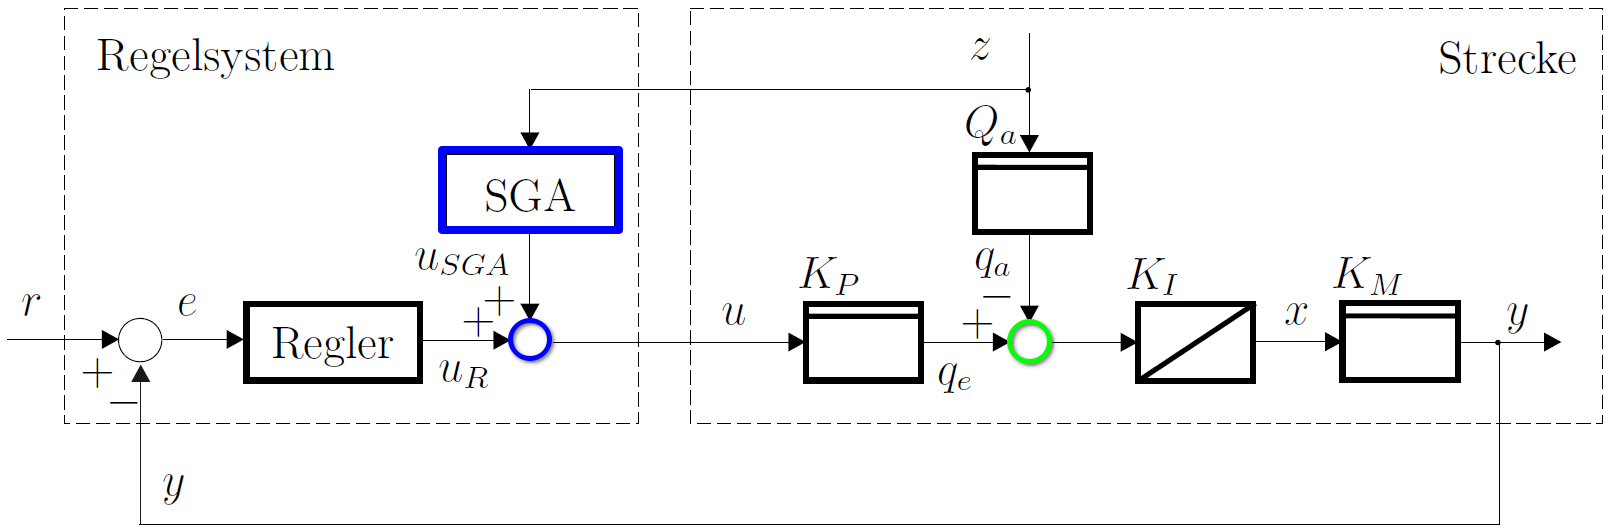 Regelsystem
z
Strecke
Q_a
SGA
u_{SGA}
q_a
K_P
K_I
K_M
r
e
+
+
u
+
−
x
y
Regler
+
−
u_R
q_e
y